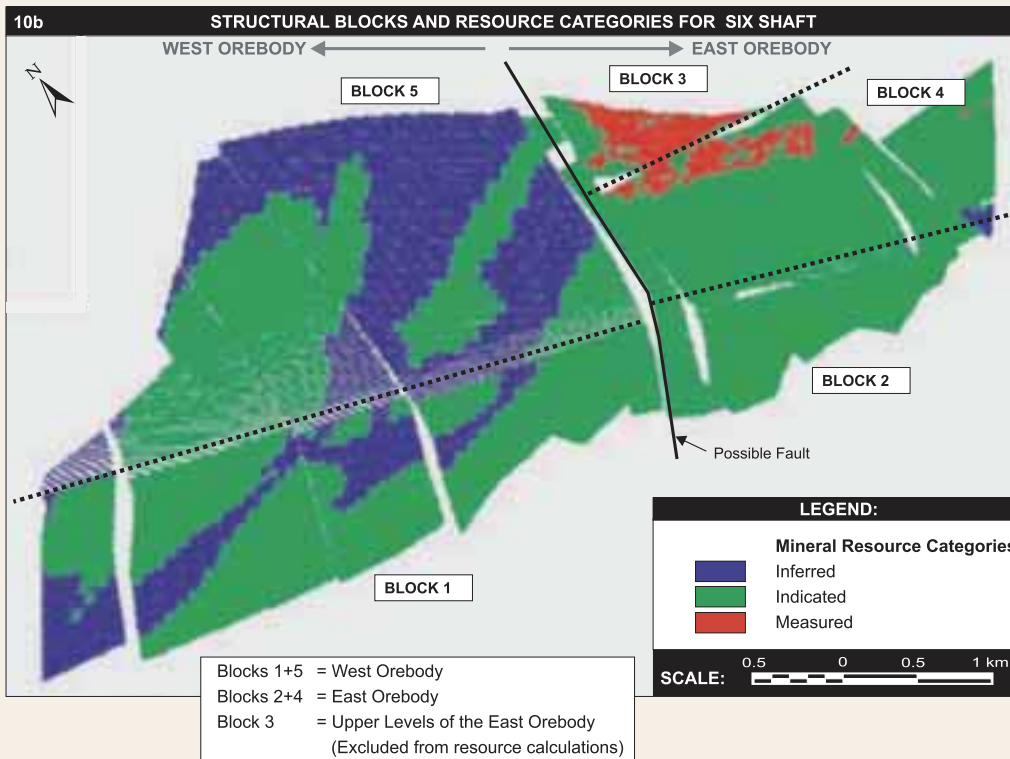 10b STRUCTURAL BLOCKS AND RESOURCE CATEGORIES FOR SIX SHAFT
WEST OREBODY EAST OREBODY
N
BLOCK 3
BLOCK 5
BLOCK 4
BLOCK 2
Possible Fault
BLOCK 1
LEGEND:
Mineral Resource Categories
Inferred
Indicated
Measured
SCALE: 0.5 0 0.5 1 km
Blocks 1+5 = West Orebody
Blocks 2+4 = East Orebody
Block 3 = Upper Levels of the East Orebody
(Excluded from resource calculations)